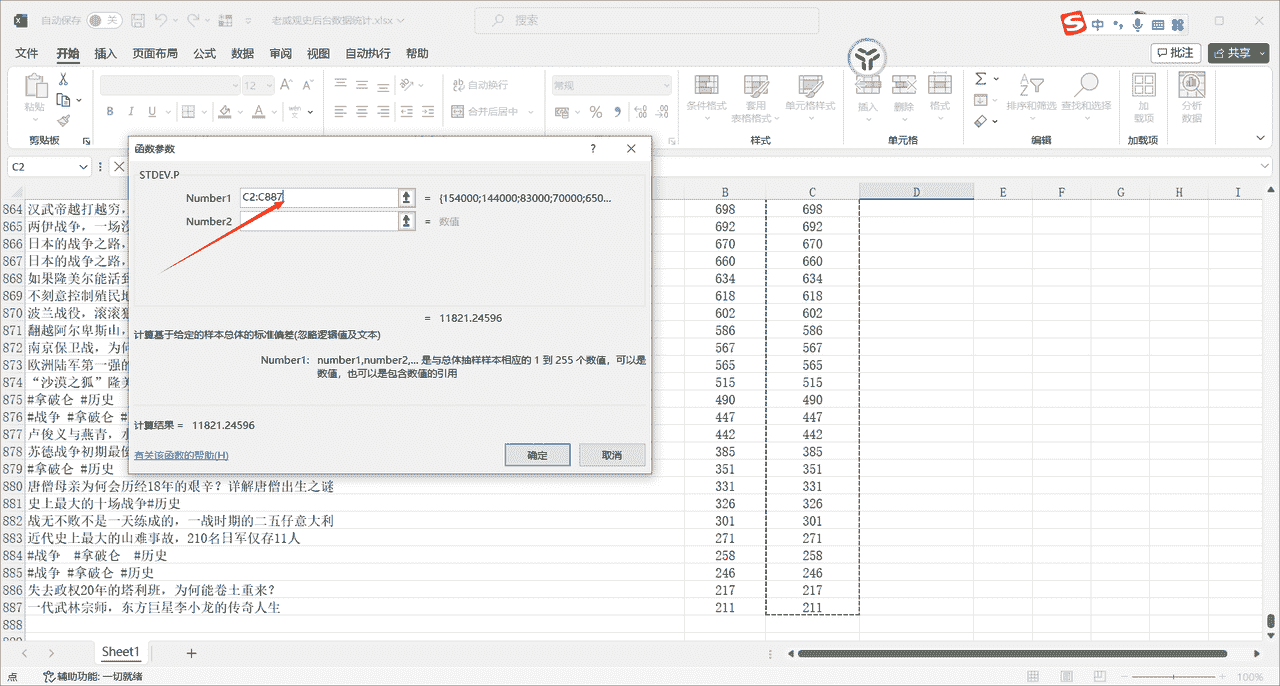 自动保存 关 老威观史后台数据统计.xlsx 搜索 中
文件 开始 插入 页面布局 公式 数据 审阅 视图 自动执行 帮助 批注 共享
粘贴 12 A A 自动换行 常规 条件格式 套用 表格格式 单元格样式 插入 删除 格式 排序和筛选 查找和选择 加载项 分析数据
B I U A wén 合并后居中 % Σ
剪贴板 样式 单元格 编辑 加载项
C2
函数参数 ? ×
STDEV.P
Number1 C2:C887 = {154000;144000;83000;70000;650...
Number2 = 数值
= 11821.24596
计算基于给定的样本总体的标准偏差(忽略逻辑值及文本)
Number1: number1,number2,... 是与总体抽样样本相应的 1 到 255 个数值，可以是
数值，也可以是包含数值的引用
计算结果 = 11821.24596
有关该函数的帮助(H) 确定 取消
B C D E F G H I
864 汉武帝越打越穷， 698 698
865 两伊战争，一场 692 692
866 日本的战争之路， 670 670
867 日本的战争之路， 660 660
868 如果隆美尔能活到 634 634
869 不刻意控制殖民地 618 618
870 波兰战役，滚滚 602 602
871 翻越阿尔卑斯山， 586 586
872 南京保卫战，为何 567 567
873 欧洲陆军第一强的 565 565
874 “沙漠之狐”隆美 515 515
875 #拿破仑 #历史 490 490
876 #战争 #拿破仑 # 447 447
877 卢俊义与燕青， 442 442
878 苏德战争初期最 385 385
879 #拿破仑 #历史 351 351
880 唐僧母亲为何会历经18年的艰辛？详解唐僧出生之谜 331 331
881 史上最大的十场战争#历史 326 326
882 战无不败不是一天练成的，一战时期的二五仔意大利 301 301
883 近代史上最大的山难事故，210名日军仅存11人 271 271
884 #战争 #拿破仑 #历史 258 258
885 #战争 #拿破仑 #历史 246 246
886 失去政权20年的塔利班，为何能卷土重来？ 217 217
887 一代武林宗师，东方巨星李小龙的传奇人生 211 211
888
Sheet1 +
点 辅助功能: 一切就绪 100%